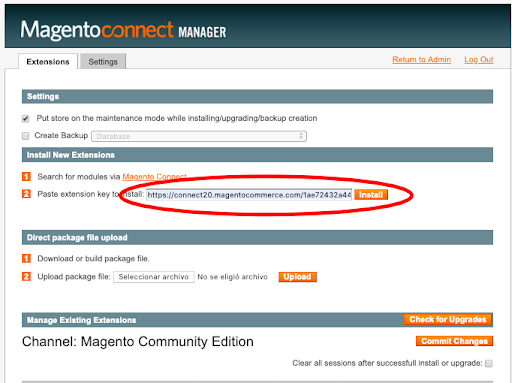 Magentoconnect MANAGER
Extensions Settings Return to Admin Log Out
Settings
Put store on the maintenance mode while installing/upgrading/backup creation
Create Backup Database
Install New Extensions
1 Search for modules via Magento Connect
2 Paste extension key to install: https://connect20.magentocommerce.com/1ae72432a44 Install
Direct package file upload
1 Download or build package file.
2 Upload package file: Seleccionar archivo No se eligió archivo Upload
Manage Existing Extensions Check for Upgrades
Channel: Magento Community Edition Commit Changes
Clear all sessions after successfull install or upgrade: